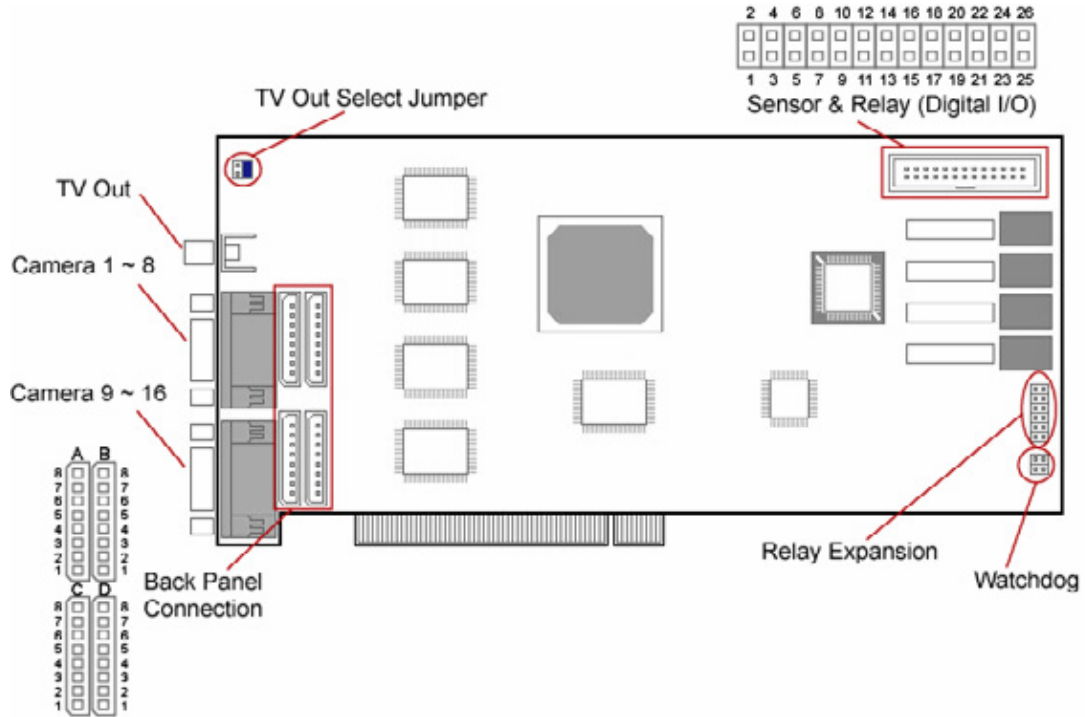 2 4 6 8 10 12 14 16 18 20 22 24 26
1 3 5 7 9 11 13 15 17 19 21 23 25
Sensor & Relay (Digital I/O)
TV Out Select Jumper
TV Out
Camera 1 ~ 8
Camera 9 ~ 16
A B
8 8
7 7
6 6
5 5
4 4
3 3
2 2
1 1
C D
8 8
7 7
6 6
5 5
4 4
3 3
2 2
1 1
Back Panel
Connection
Relay Expansion
Watchdog